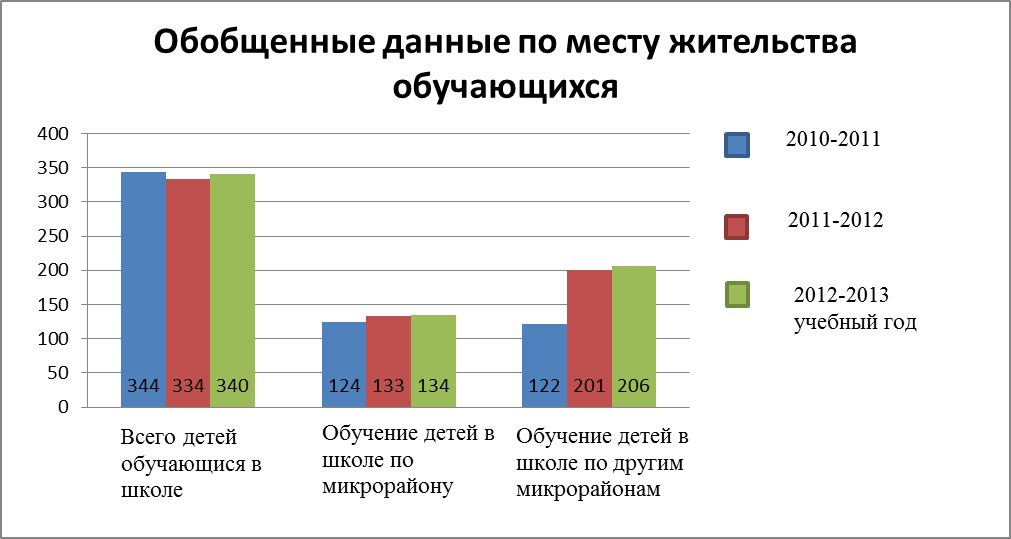 Обобщенные данные по месту жительства
обучающихся
400
350
300
250
200
150
100
50
0
344 334 340
124 133 134
122 201 206
Всего детей
обучающися в
школе
Обучение детей в
школе по
микрорайону
Обучение детей в
школе по другим
микрорайонам
2010-2011
2011-2012
2012-2013
учебный год